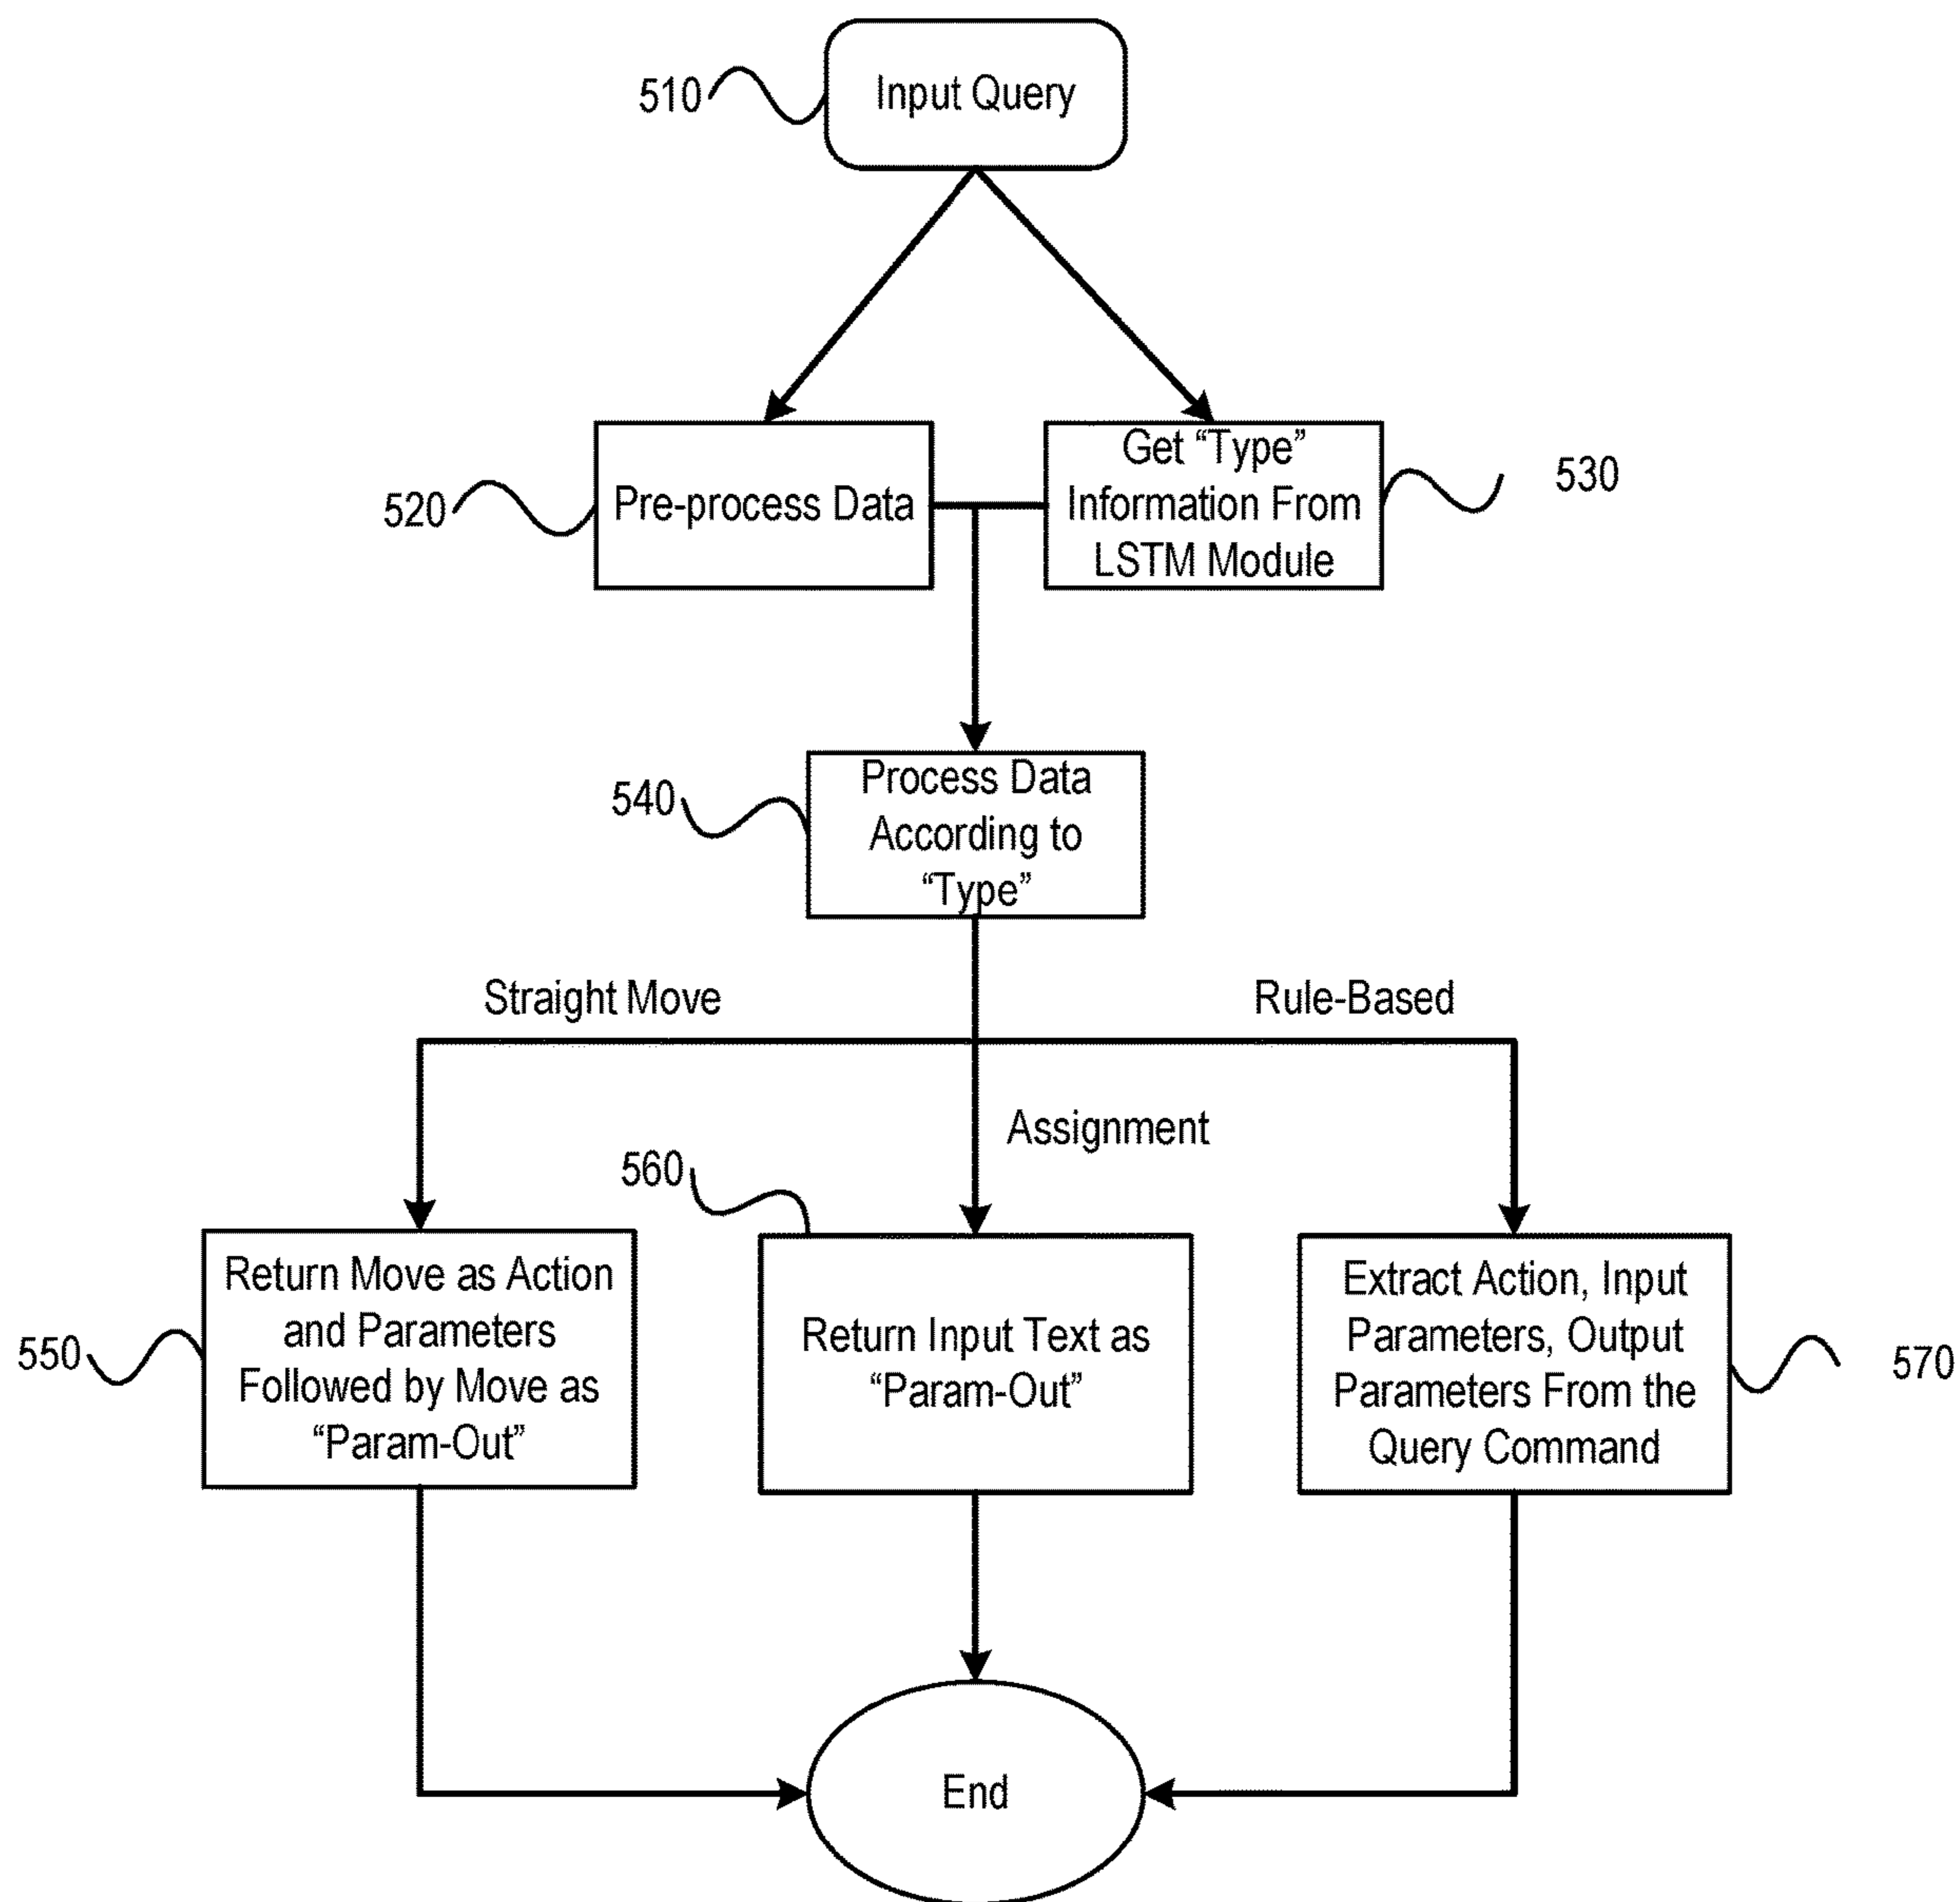 510
Input Query
520
Pre-process Data
Get “Type”
Information From
LSTM Module
530
540
Process Data
According to
“Type”
Straight Move
Rule-Based
Assignment
550
Return Move as Action
and Parameters
Followed by Move as
“Param-Out”
560
Return Input Text as
“Param-Out”
Extract Action, Input
Parameters, Output
Parameters From the
Query Command
570
End